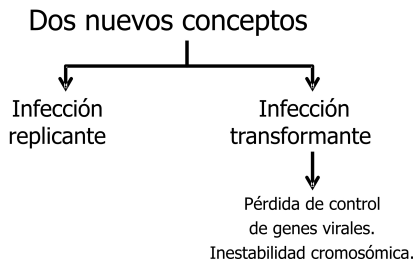 Dos nuevos conceptos
Infección
replicante
Infección
transformante
Pérdida de control
de genes virales.
Inestabilidad cromosómica.